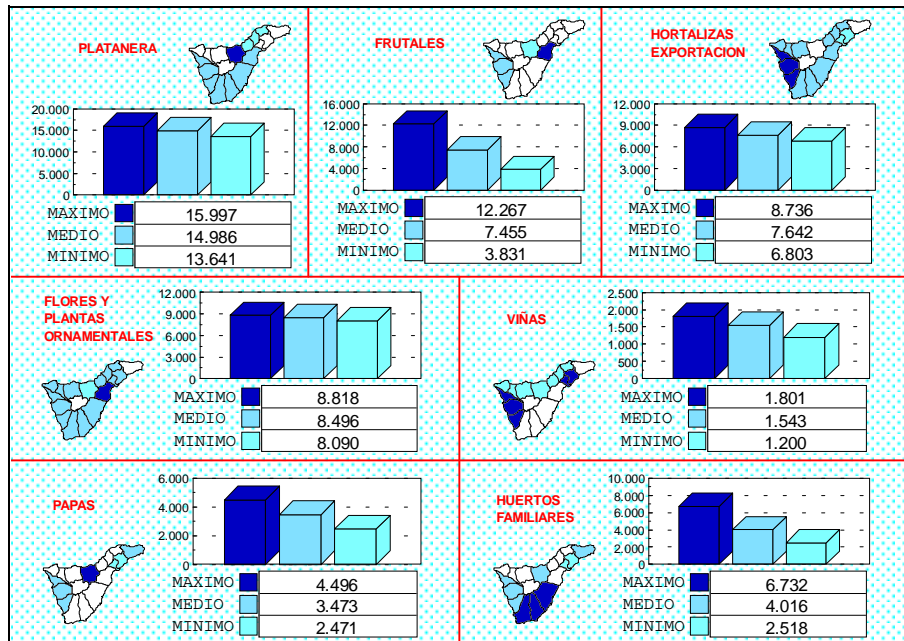 PLATANERA
20.000
15.000
10.000
5.000
0
MAXIMO 15.997
MEDIO 14.986
MINIMO 13.641
FRUTALES
16.000
12.000
8.000
4.000
0
MAXIMO 12.267
MEDIO 7.455
MINIMO 3.831
HORTALIZAS
EXPORTACION
12.000
9.000
6.000
3.000
0
MAXIMO 8.736
MEDIO 7.642
MINIMO 6.803
FLORES Y
PLANTAS
ORNAMENTALES
12.000
9.000
6.000
3.000
0
MAXIMO 8.818
MEDIO 8.496
MINIMO 8.090
VIÑAS
2.500
2.000
1.500
1.000
500
0
MAXIMO 1.801
MEDIO 1.543
MINIMO 1.200
PAPAS
6.000
4.000
2.000
0
MAXIMO 4.496
MEDIO 3.473
MINIMO 2.471
HUERTOS
FAMILIARES
10.000
8.000
6.000
4.000
2.000
0
MAXIMO 6.732
MEDIO 4.016
MINIMO 2.518